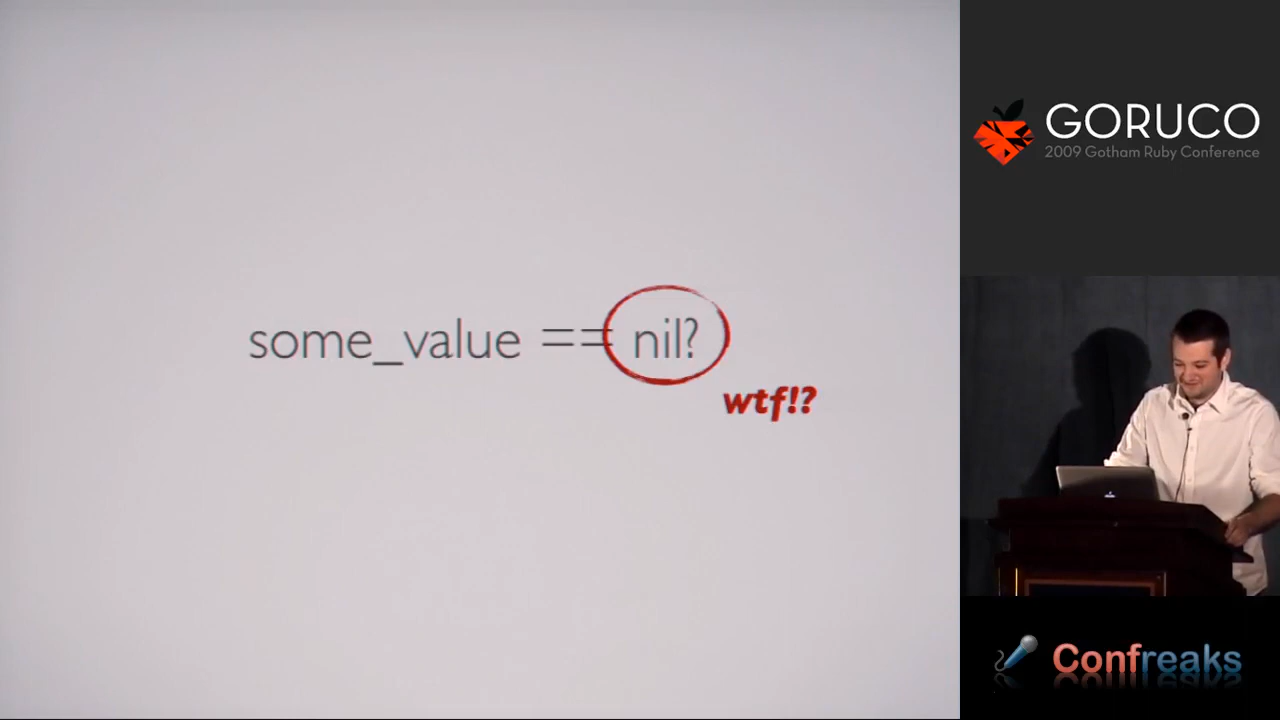 some_value == nil?
wtf!?
GORUCO
2009 Gotham Ruby Conference
Confreaks